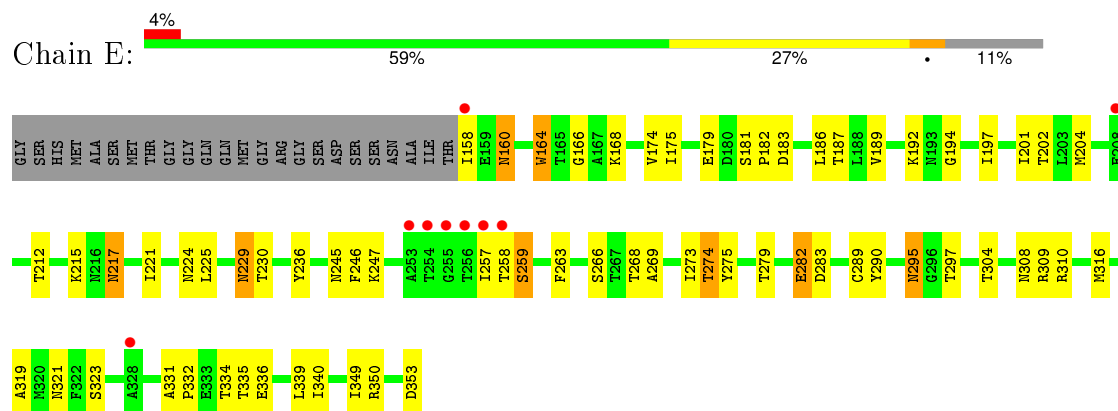 4%
Chain E:
59% 27% • 11%
GLY SER HIS MET ALA SER MET THR GLY GLY GLN GLN MET GLY ARG GLY SER ASP SER SER ASN ALA ILE THR I158 E159 N160 W164 T165 G166 A167 K168 V174 I175 E179 D180 S181 P182 D183 L186 T187 L188 V189 K192 N193 G194 I197 I201 T202 L203 M204
T212 K215 N216 N217 I221 N224 L225 N229 T230 Y236 N245 F246 K247 A253 T254 G255 T256 I257 T258 S259 F263 S266 T267 T268 A269 I273 T274 Y275 T279 E282 D283 C289 Y290 N295 G296 T297 T304 N308 R309 R310 M316
A319 M320 N321 F322 S323 A328 A331 P332 E333 T334 T335 E336 L339 I340 I349 R350 D353